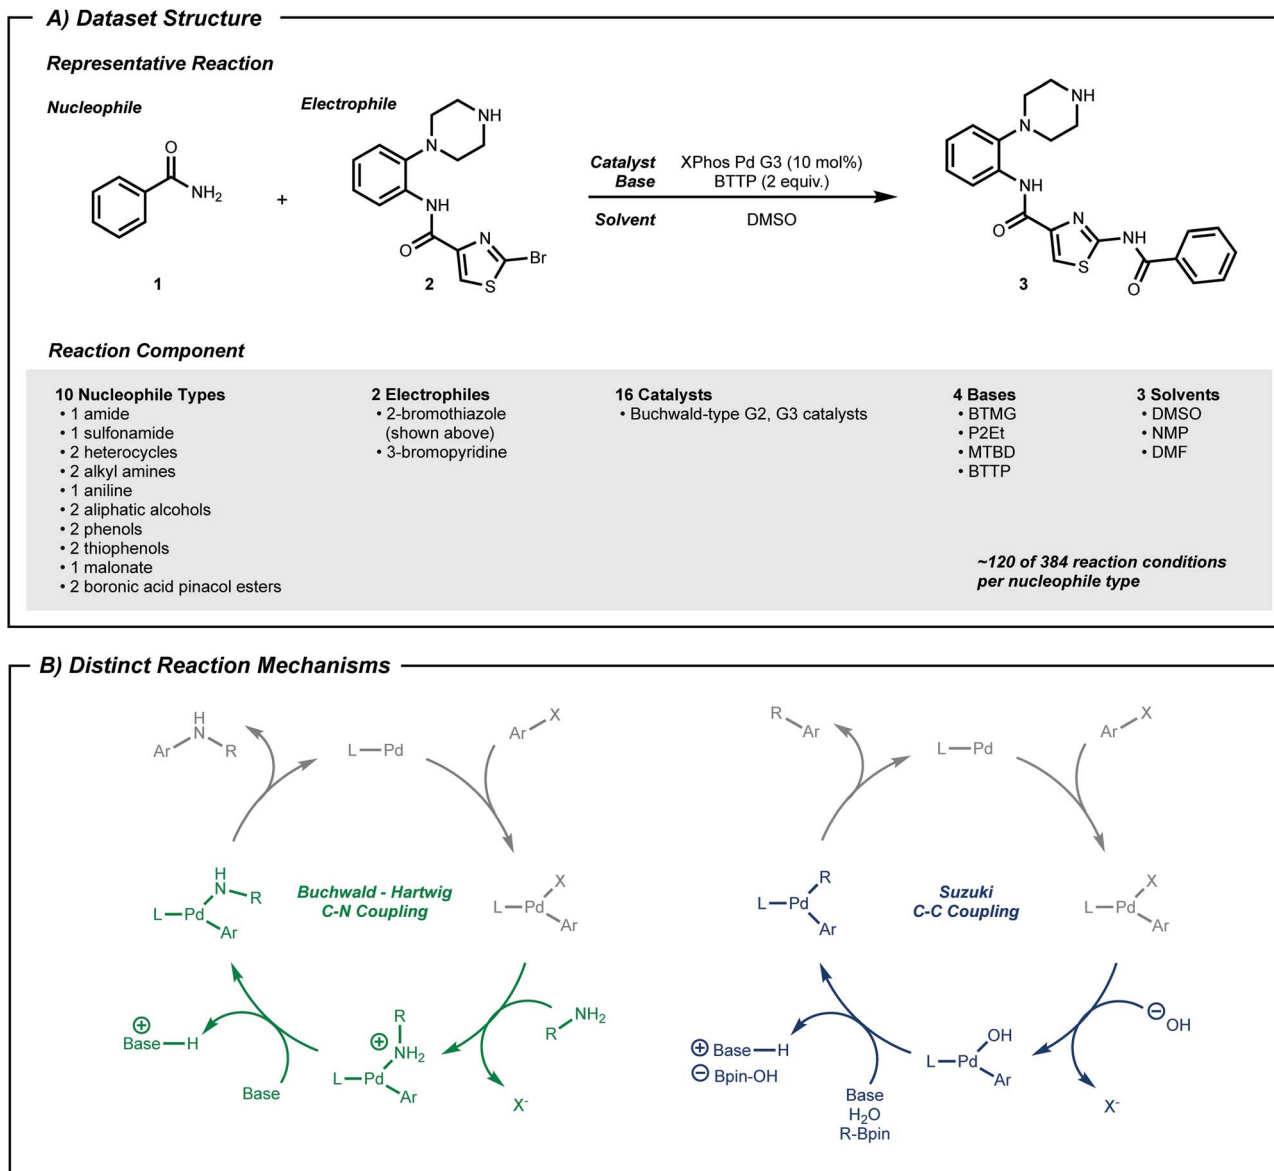 A) Dataset Structure
Representative Reaction
Nucleophile
Electrophile
O
NH2
1
+
NH
N
NH
O
N
S
Br
2
Catalyst XPhos Pd G3 (10 mol%)
Base BTTP (2 equiv.)
Solvent DMSO
NH
N
NH
O
N
S
NH
O
3
Reaction Component
10 Nucleophile Types
• 1 amide
• 1 sulfonamide
• 2 heterocycles
• 2 alkyl amines
• 1 aniline
• 2 aliphatic alcohols
• 2 phenols
• 2 thiophenols
• 1 malonate
• 2 boronic acid pinacol esters
2 Electrophiles
• 2-bromothiazole
(shown above)
• 3-bromopyridine
16 Catalysts
• Buchwald-type G2, G3 catalysts
4 Bases
• BTMG
• P2Et
• MTBD
• BTTP
3 Solvents
• DMSO
• NMP
• DMF
~120 of 384 reaction conditions
per nucleophile type
B) Distinct Reaction Mechanisms
H
Ar N R
L—Pd
Ar X
X
L—Pd
Ar
R NH2
X-
R
⊕
NH2
L—Pd
Ar
Base
⊕
Base—H
H
N R
L—Pd
Ar
Buchwald - Hartwig
C-N Coupling
R
Ar
L—Pd
Ar X
X
L—Pd
Ar
⊖
OH
X-
OH
L—Pd
Ar
Base
H2O
R-Bpin
⊕ Base—H
⊖ Bpin-OH
R
L—Pd
Ar
Suzuki
C-C Coupling